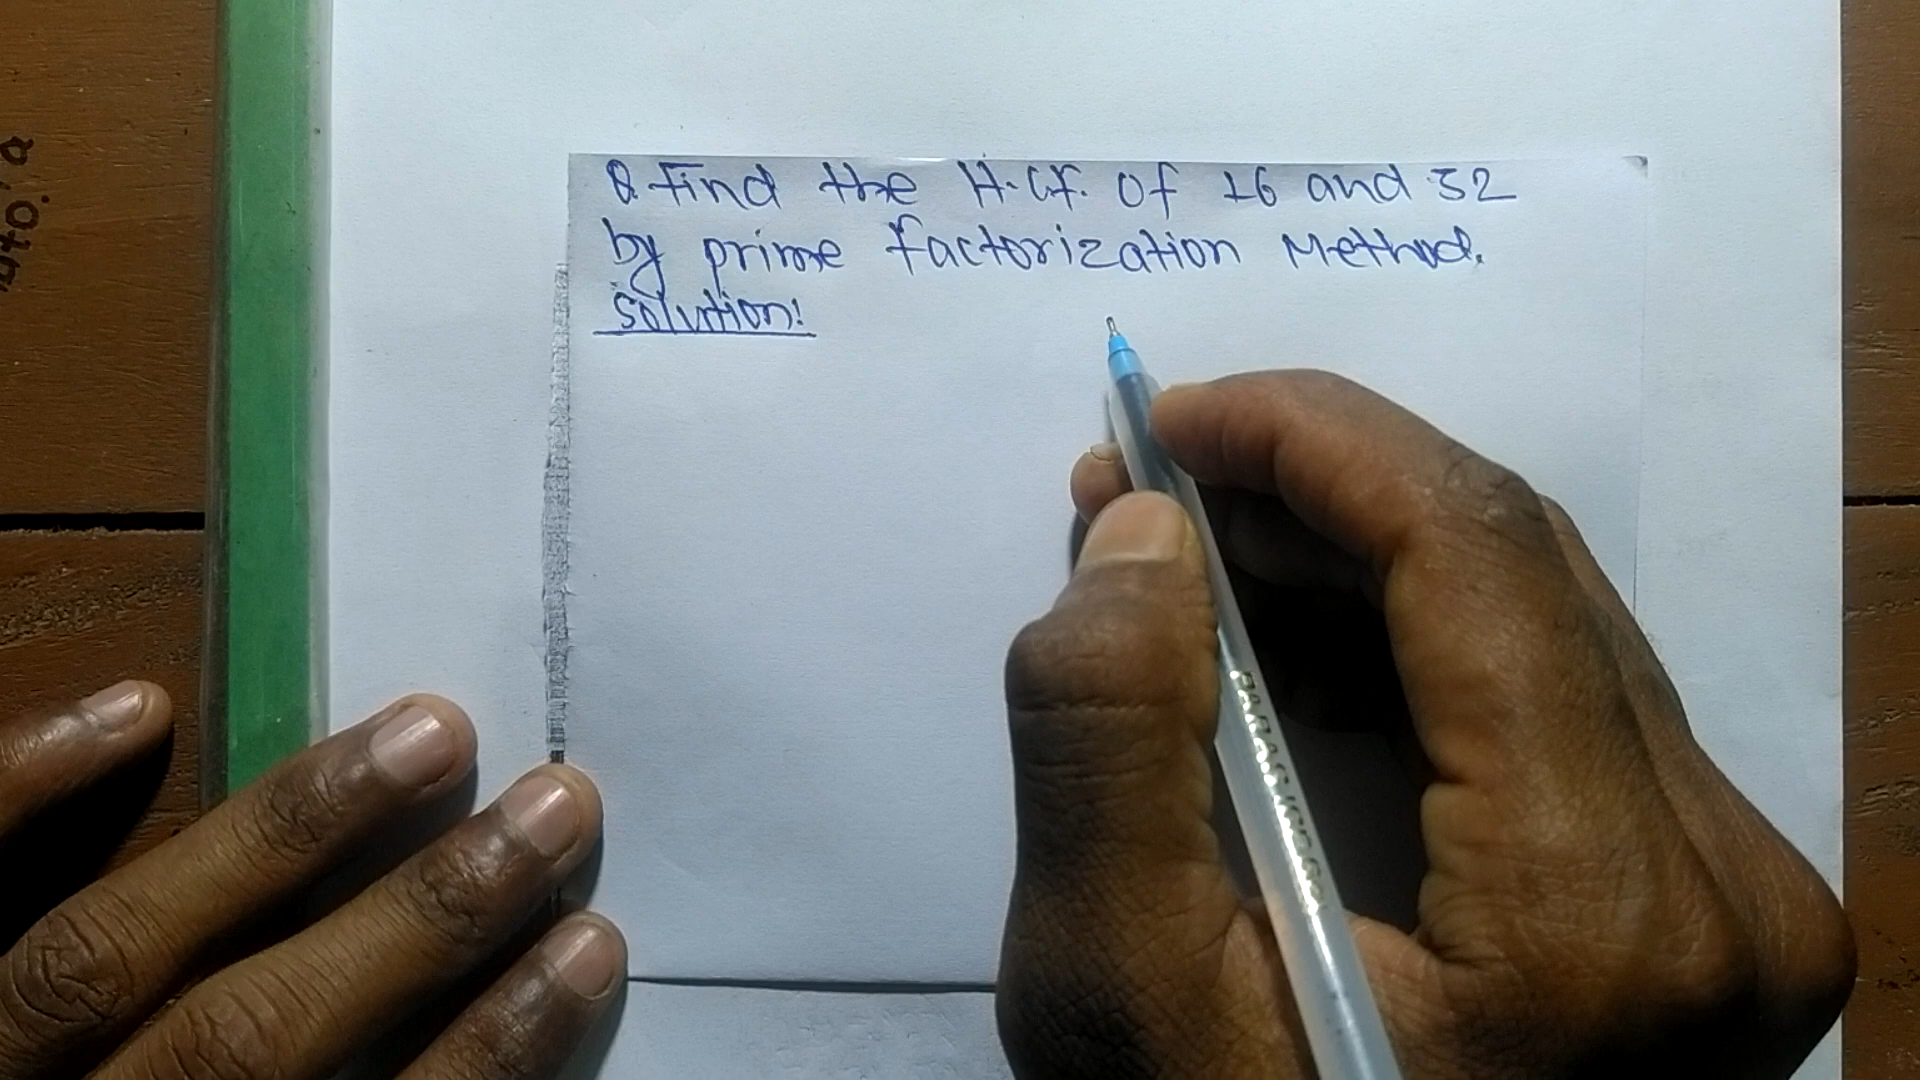 Q. Find the H.C.F. of 16 and 32
by prime factorization Method.
Solution: